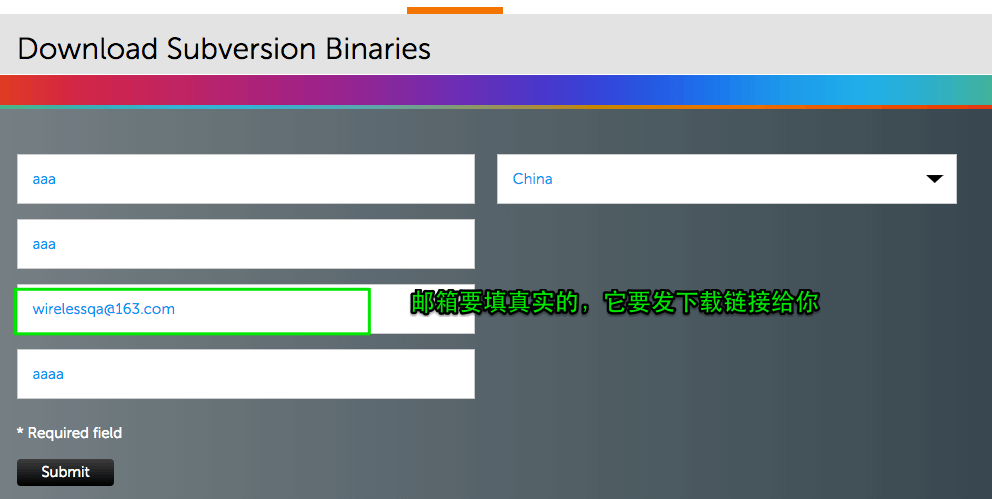 Download Subversion Binaries
aaa
China
aaa
wirelessqa@163.com
邮箱要填真实的，它要发下载链接给你
aaaa
* Required field
Submit